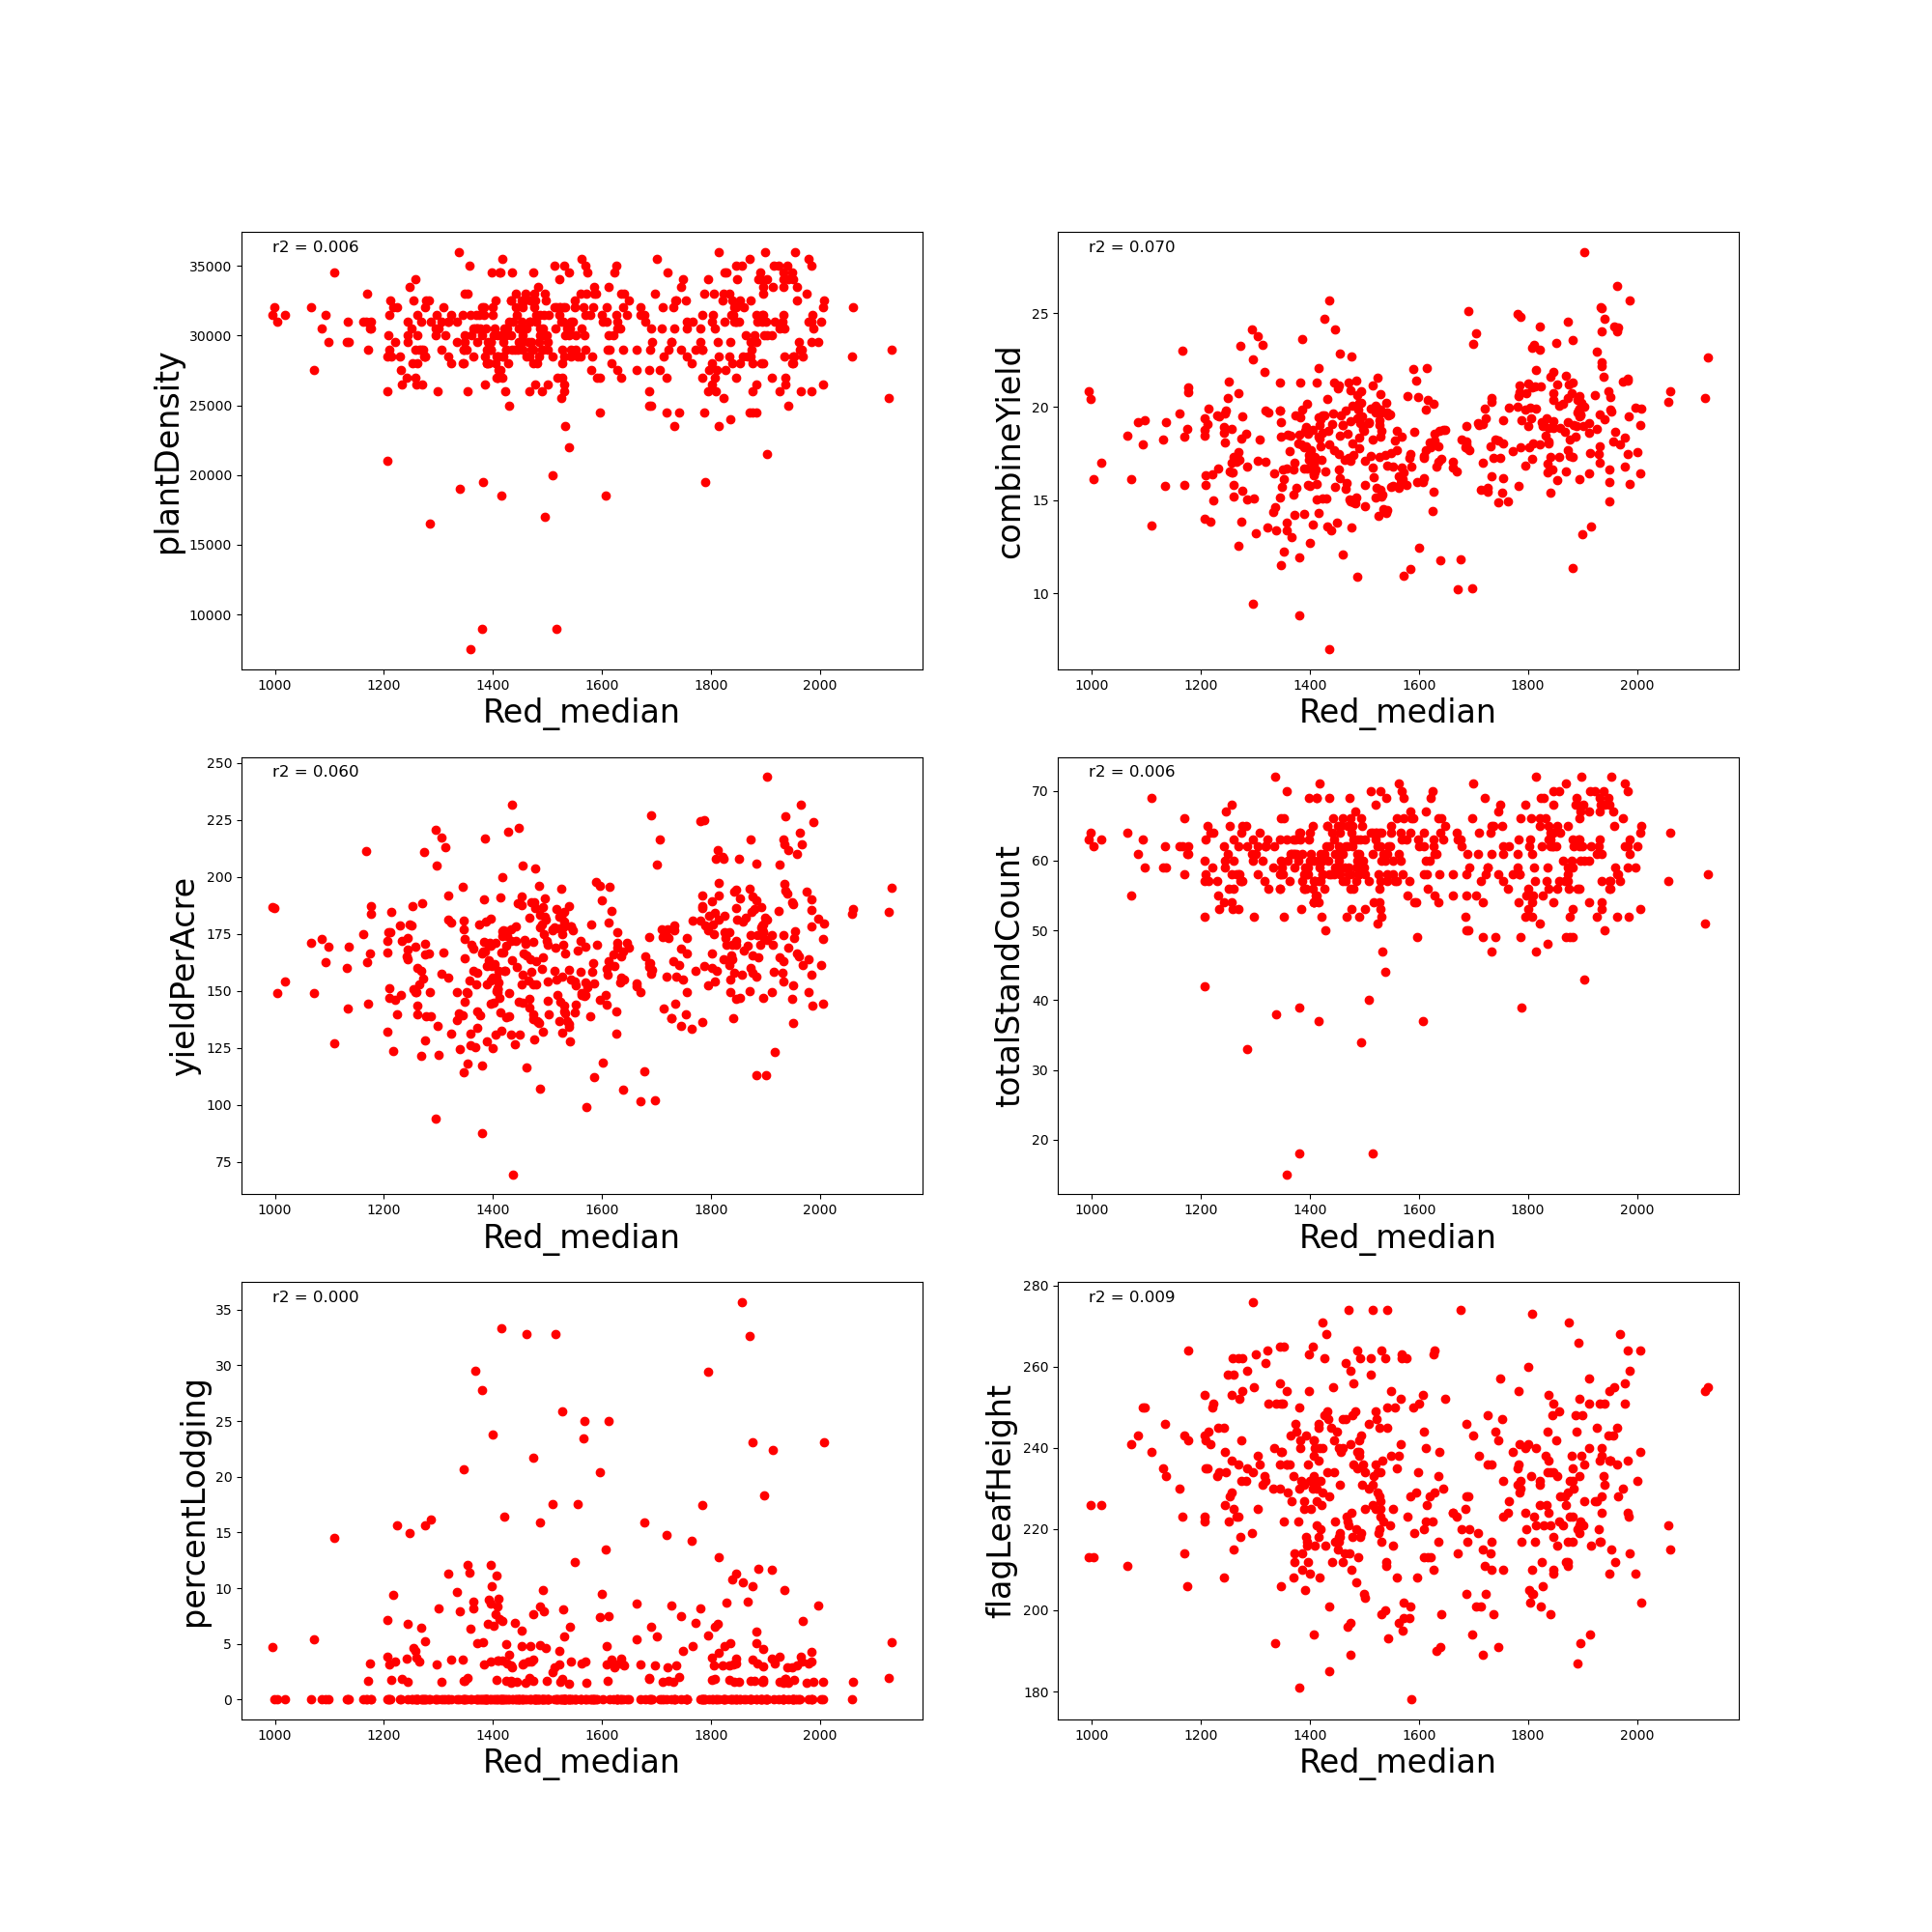 r2 = 0.006
plantDensity
35000
30000
25000
20000
15000
10000
1000 1200 1400 1600 1800 2000
Red_median
r2 = 0.070
combineYield
25
20
15
10
1000 1200 1400 1600 1800 2000
Red_median
r2 = 0.060
yieldPerAcre
250
225
200
175
150
125
100
75
1000 1200 1400 1600 1800 2000
Red_median
r2 = 0.006
totalStandCount
70
60
50
40
30
20
1000 1200 1400 1600 1800 2000
Red_median
r2 = 0.000
percentLodging
35
30
25
20
15
10
5
0
1000 1200 1400 1600 1800 2000
Red_median
r2 = 0.009
flagLeafHeight
280
260
240
220
200
180
1000 1200 1400 1600 1800 2000
Red_median